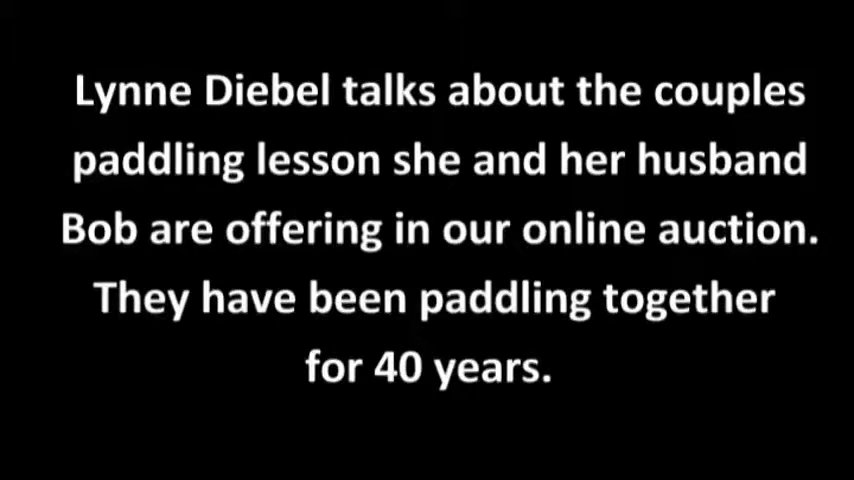 Lynne Diebel talks about the couples
paddling lesson she and her husband
Bob are offering in our online auction.
They have been paddling together
for 40 years.